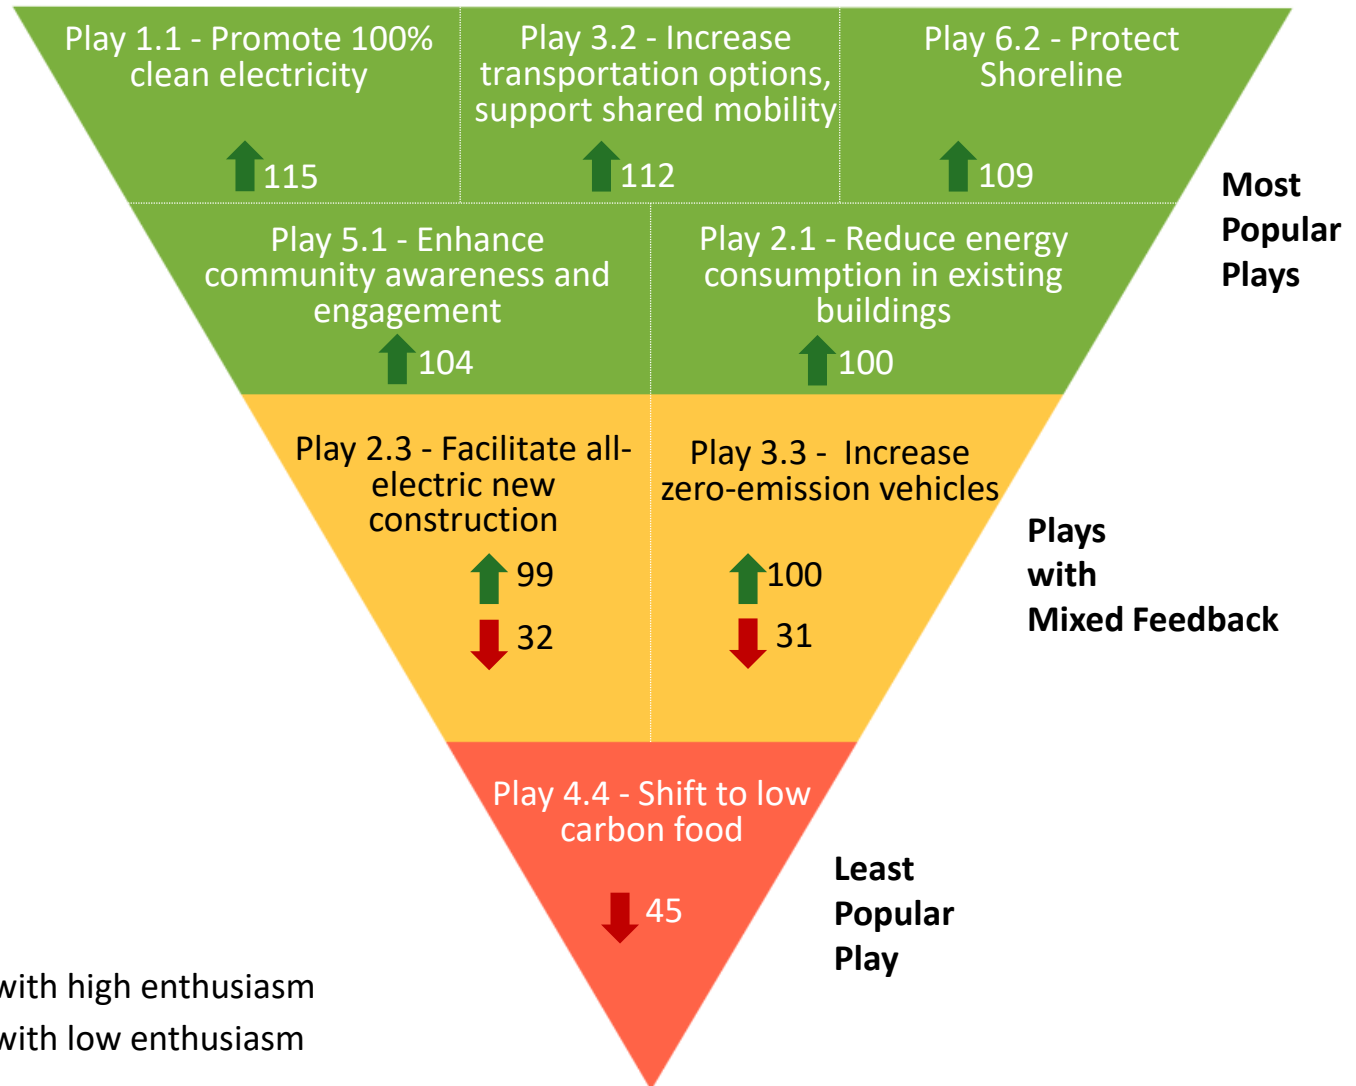 Play 1.1 - Promote 100%
clean electricity
115
Play 3.2 - Increase
transportation options,
support shared mobility
112
Play 6.2 - Protect
Shoreline
109
Most
Popular
Plays
Play 5.1 - Enhance
community awareness and
engagement
104
Play 2.1 - Reduce energy
consumption in existing
buildings
100
Play 2.3 - Facilitate all-
electric new
construction
99
32
Play 3.3 - Increase
zero-emission vehicles
100
31
Plays
with
Mixed Feedback
Play 4.4 - Shift to low
carbon food
45
Least
Popular
Play
with high enthusiasm
with low enthusiasm